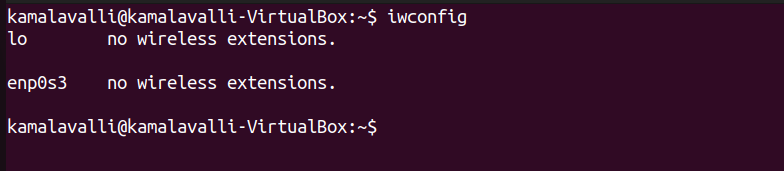 kamalavalli@kamalavalli-VirtualBox:~$ iwconfig
lo        no wireless extensions.
enp0s3    no wireless extensions.
kamalavalli@kamalavalli-VirtualBox:~$